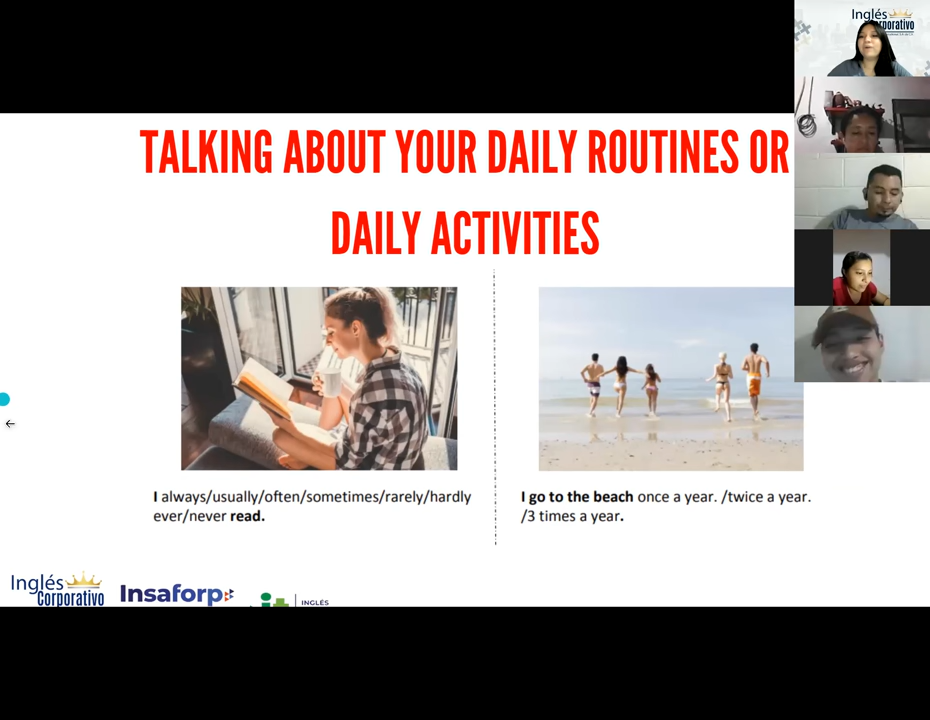 Inglés
Corporativo
TALKING ABOUT YOUR DAILY ROUTINES OR
DAILY ACTIVITIES
I always/usually/often/sometimes/rarely/hardly
ever/never read.
I go to the beach once a year. /twice a year.
/3 times a year.
Inglés
Corporativo
Insaforp
INGLÉS